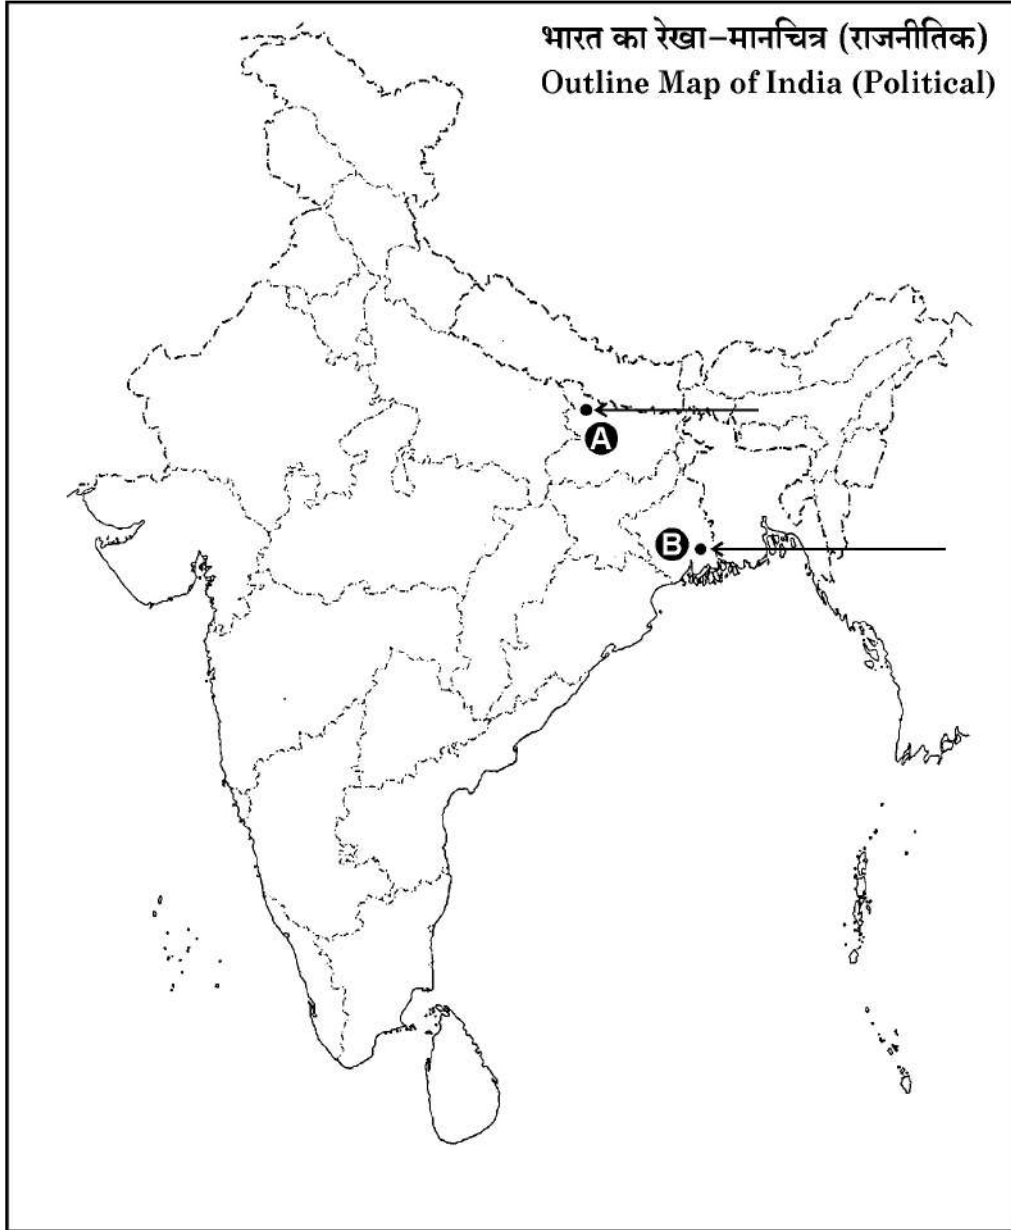 भारत का रेखा-मानचित्र (राजनीतिक)
Outline Map of India (Political)
A
B